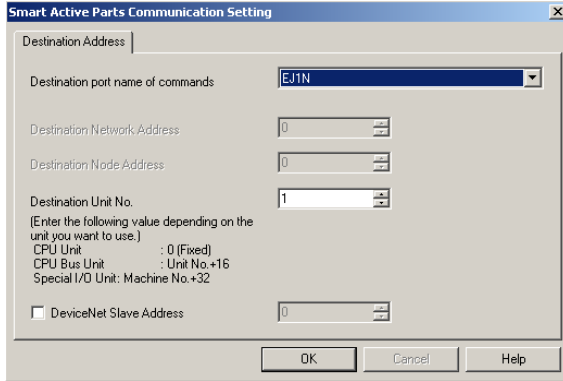 Smart Active Parts Communication Setting
Destination Address
Destination port name of commands
EJ1N
Destination Network Address
0
Destination Node Address
0
Destination Unit No.
1
(Enter the following value depending on the
unit you want to use.)
CPU Unit : 0 (Fixed)
CPU Bus Unit : Unit No.+16
Special I/O Unit: Machine No.+32
DeviceNet Slave Address
0
OK Cancel Help